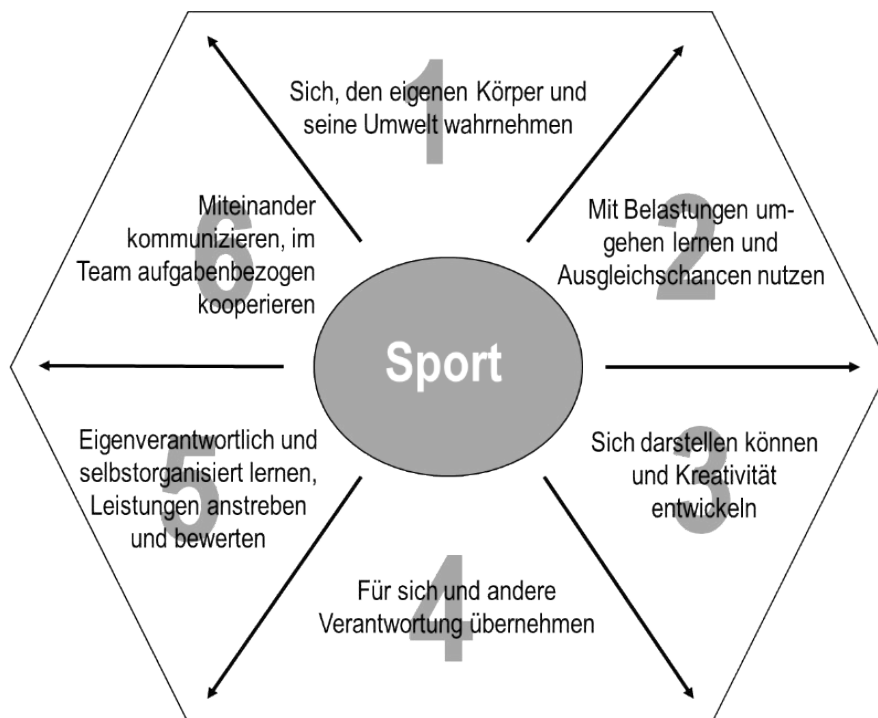 1
Sich, den eigenen Körper und
seine Umwelt wahrnehmen
2
Mit Belastungen um-
gehen lernen und
Ausgleichschancen nutzen
3
Sich darstellen können
und Kreativität
entwickeln
4
Für sich und andere
Verantwortung übernehmen
5
Eigenverantwortlich und
selbstorganisiert lernen,
Leistungen anstreben
und bewerten
6
Miteinander
kommunizieren, im
Team aufgabenbezogen
kooperieren
Sport